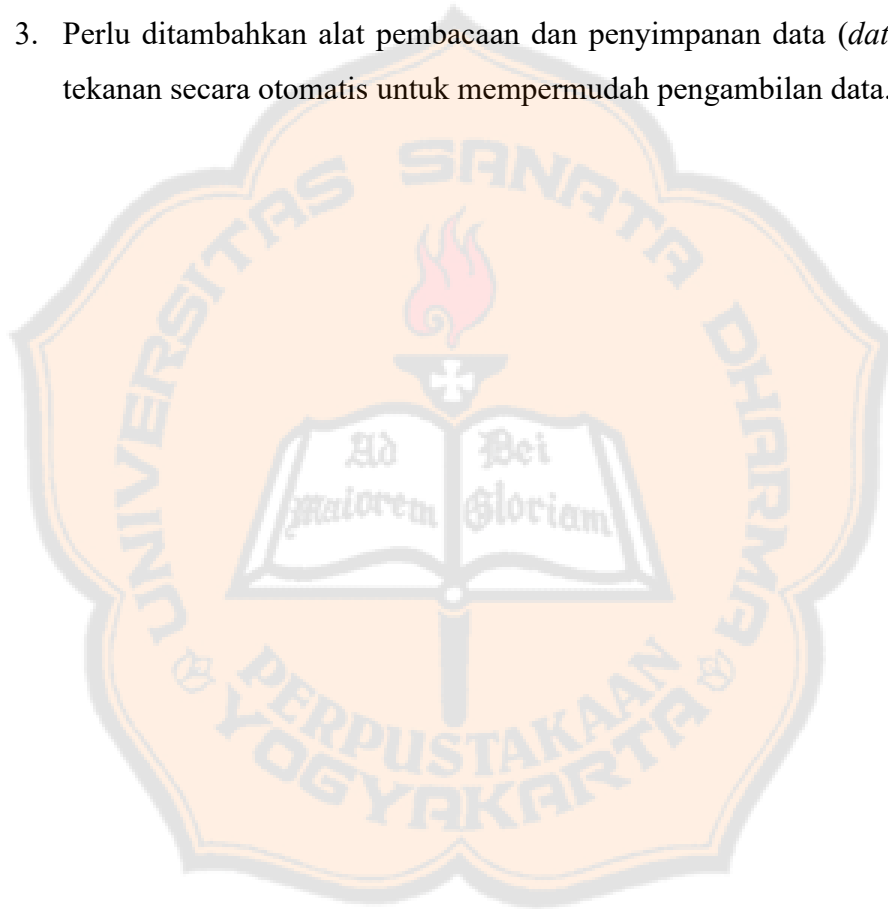 3. Perlu ditambahkan alat pembacaan dan penyimpanan data (
tekanan secara otomatis untuk mempermudah pengambilan data.
UNIVERSITAS SANATA DHARMA
Ad Dei
Maiorem Gloriam
PERPUSTAKAAN
YOGYAKARTA